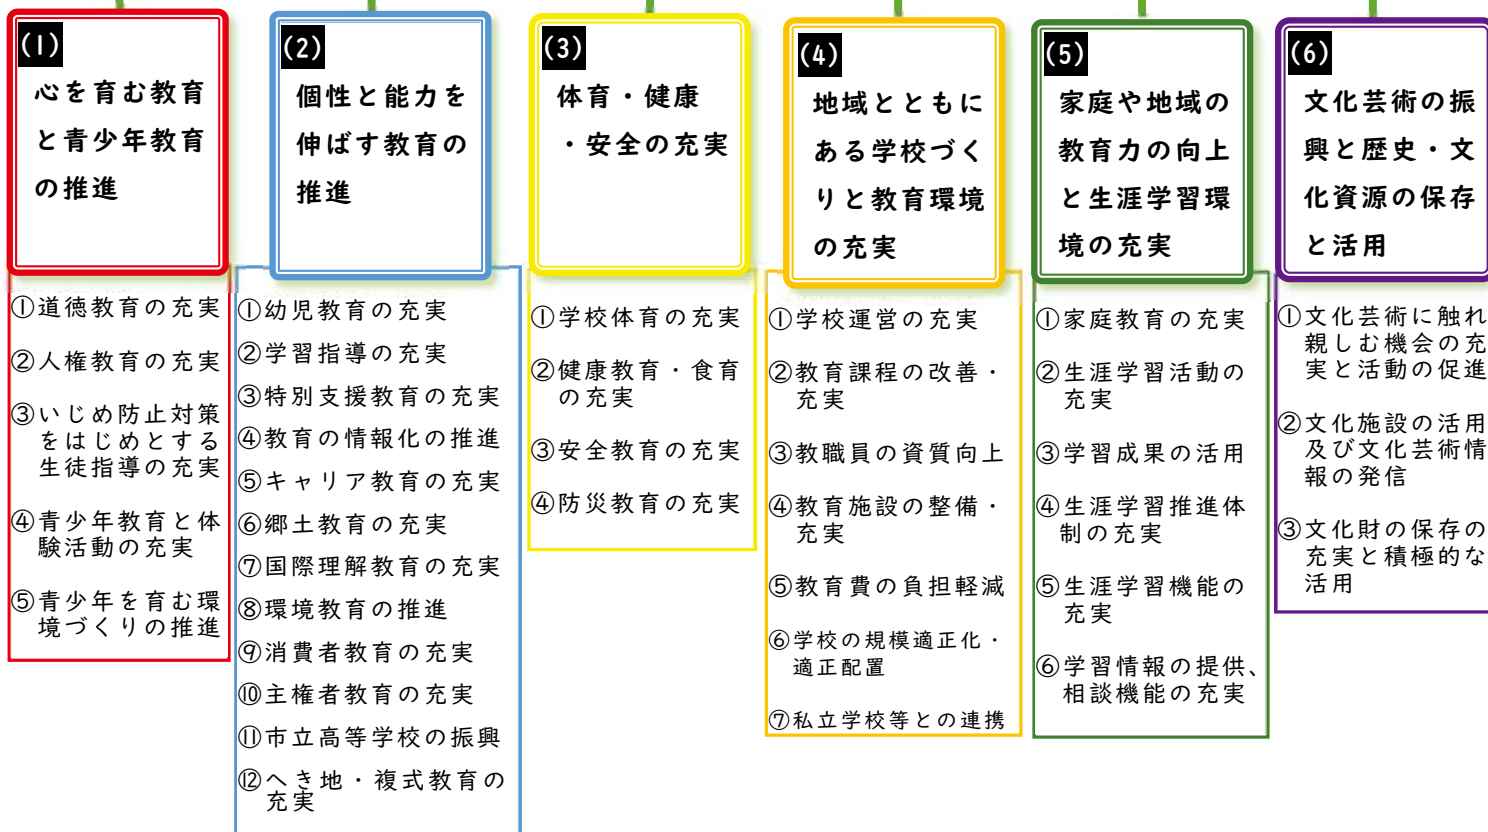 (1)
心を育む教育
と青少年教育
の推進
①道徳教育の充実
②人権教育の充実
③いじめ防止対策
をはじめとする
生徒指導の充実
④青少年教育と体
験活動の充実
⑤青少年を育む環
境づくりの推進
(2)
個性と能力を
伸ばす教育の
推進
①幼児教育の充実
②学習指導の充実
③特別支援教育の充実
④教育の情報化の推進
⑤キャリア教育の充実
⑥郷土教育の充実
⑦国際理解教育の充実
⑧環境教育の推進
⑨消費者教育の充実
⑩主権者教育の充実
⑪市立高等学校の振興
⑫へき地・複式教育の
充実
(3)
体育・健康
・安全の充実
①学校体育の充実
②健康教育・食育
の充実
③安全教育の充実
④防災教育の充実
(4)
地域とともに
ある学校づく
りと教育環境
の充実
①学校運営の充実
②教育課程の改善・
充実
③教職員の資質向上
④教育施設の整備・
充実
⑤教育費の負担軽減
⑥学校の規模適正化・
適正配置
⑦私立学校等との連携
(5)
家庭や地域の
教育力の向上
と生涯学習環
境の充実
①家庭教育の充実
②生涯学習活動の
充実
③学習成果の活用
④生涯学習推進体
制の充実
⑤生涯学習機能の
充実
⑥学習情報の提供、
相談機能の充実
(6)
文化芸術の振
興と歴史・文
化資源の保存
と活用
①文化芸術に触れ
親しむ機会の充
実と活動の促進
②文化施設の活用
及び文化芸術情
報の発信
③文化財の保存の
充実と積極的な
活用